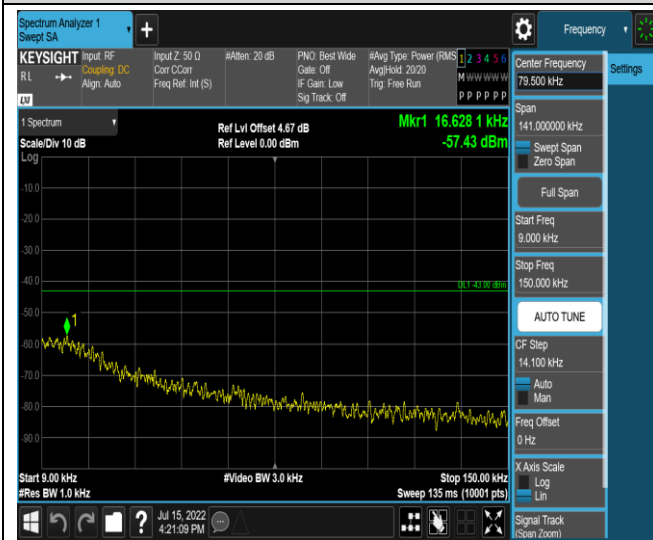 Spectrum Analyzer 1
Swept SA
+
Frequency
KEYSIGHT
RL
LXI
Input: RF
Coupling: DC
Align: Auto
Input Z: 50 Ω
Corr CCorr
Freq Ref: Int (S)
#Atten: 20 dB
PNO: Best Wide
Gate: Off
IF Gain: Low
Sig Track: Off
#Avg Type: Power (RMS
Avg|Hold: 20/20
Trig: Free Run
1 2 3 4 5 6
M W W W W W
P P P P P P
Center Frequency
79.500 kHz
Settings
Span
141.000000 kHz
Swept Span
Zero Span
Full Span
Start Freq
9.000 kHz
Stop Freq
150.000 kHz
AUTO TUNE
CF Step
14.100 kHz
Auto
Man
Freq Offset
0 Hz
X Axis Scale
Log
Lin
Signal Track
(Span Zoom)
1 Spectrum
Scale/Div 10 dB
Log
Ref Lvl Offset 4.67 dB
Ref Level 0.00 dBm
Mkr1 16.628 1 kHz
-57.43 dBm
-10.0
-20.0
-30.0
-40.0
DL1 -43.00 dBm
-50.0
1
-60.0
-70.0
-80.0
-90.0
Start 9.00 kHz
#Res BW 1.0 kHz
#Video BW 3.0 kHz
Stop 150.00 kHz
Sweep 135 ms (10001 pts)
?
Jul 15, 2022
4:21:09 PM